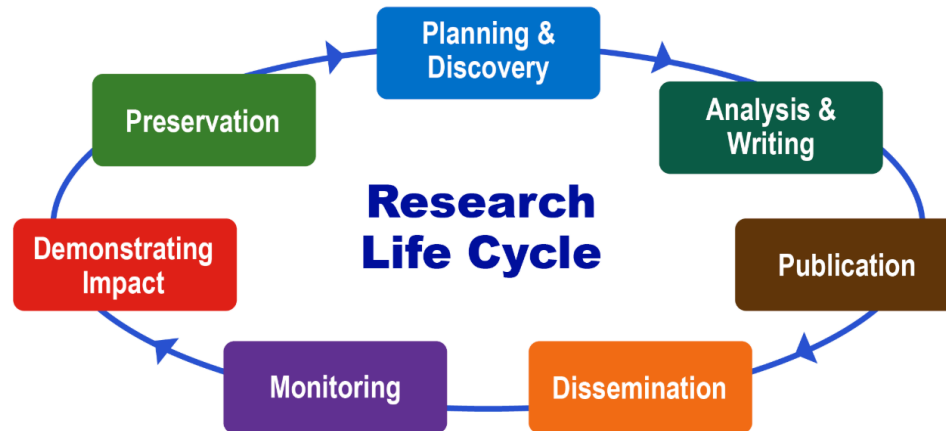 Planning &
Discovery
Analysis &
Writing
Publication
Dissemination
Monitoring
Demonstrating
Impact
Preservation
Research
Life Cycle